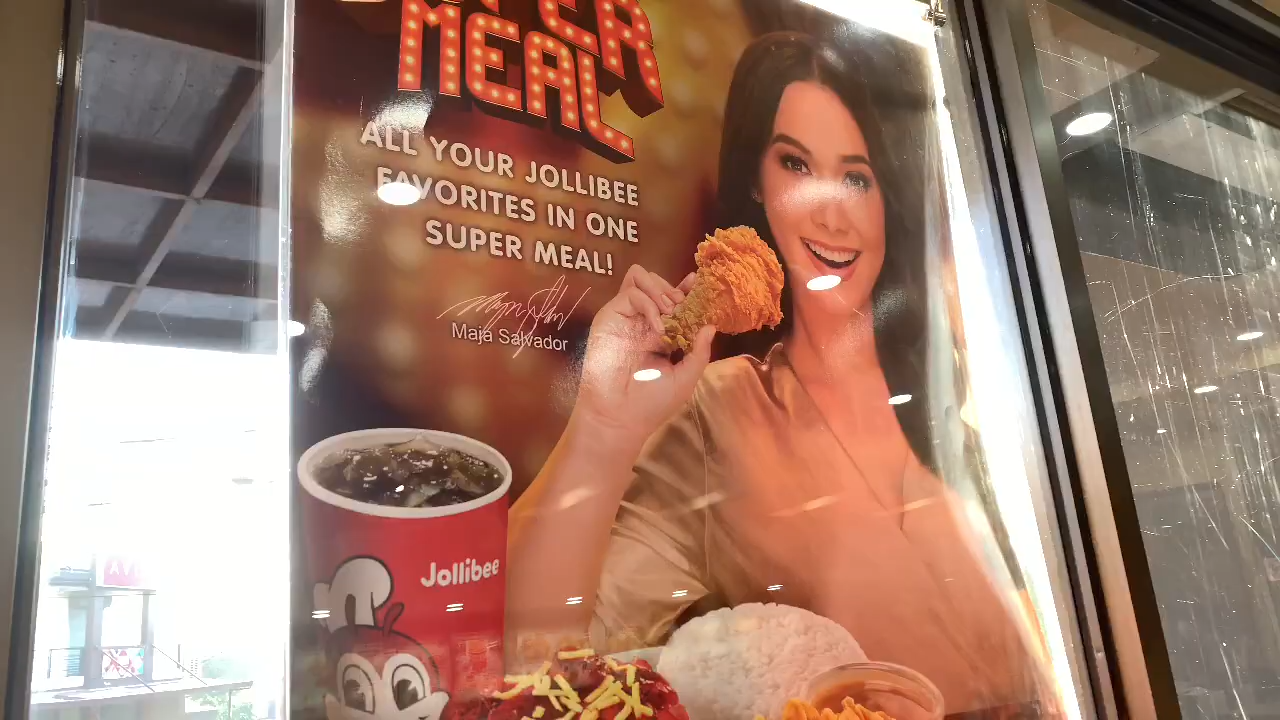 MEAL
ALL YOUR JOLLIBEE
FAVORITES IN ONE
SUPER MEAL!
Maja Salvador
Jollibee